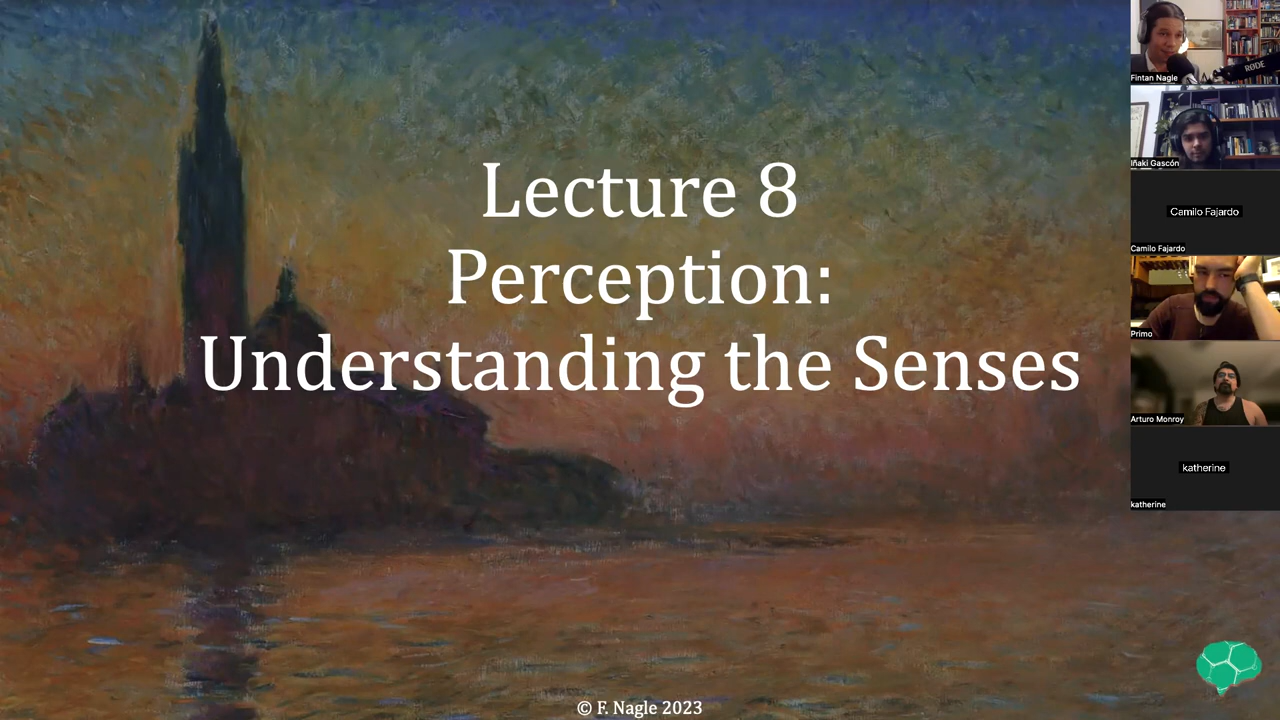 Lecture 8
Perception:
Understanding the Senses
© F. Nagle 2023
RØDE
Fintan Nagle
Iñaki Gascón
Camilo Fajardo
Camilo Fajardo
Primo
Arturo Monroy
katherine
katherine